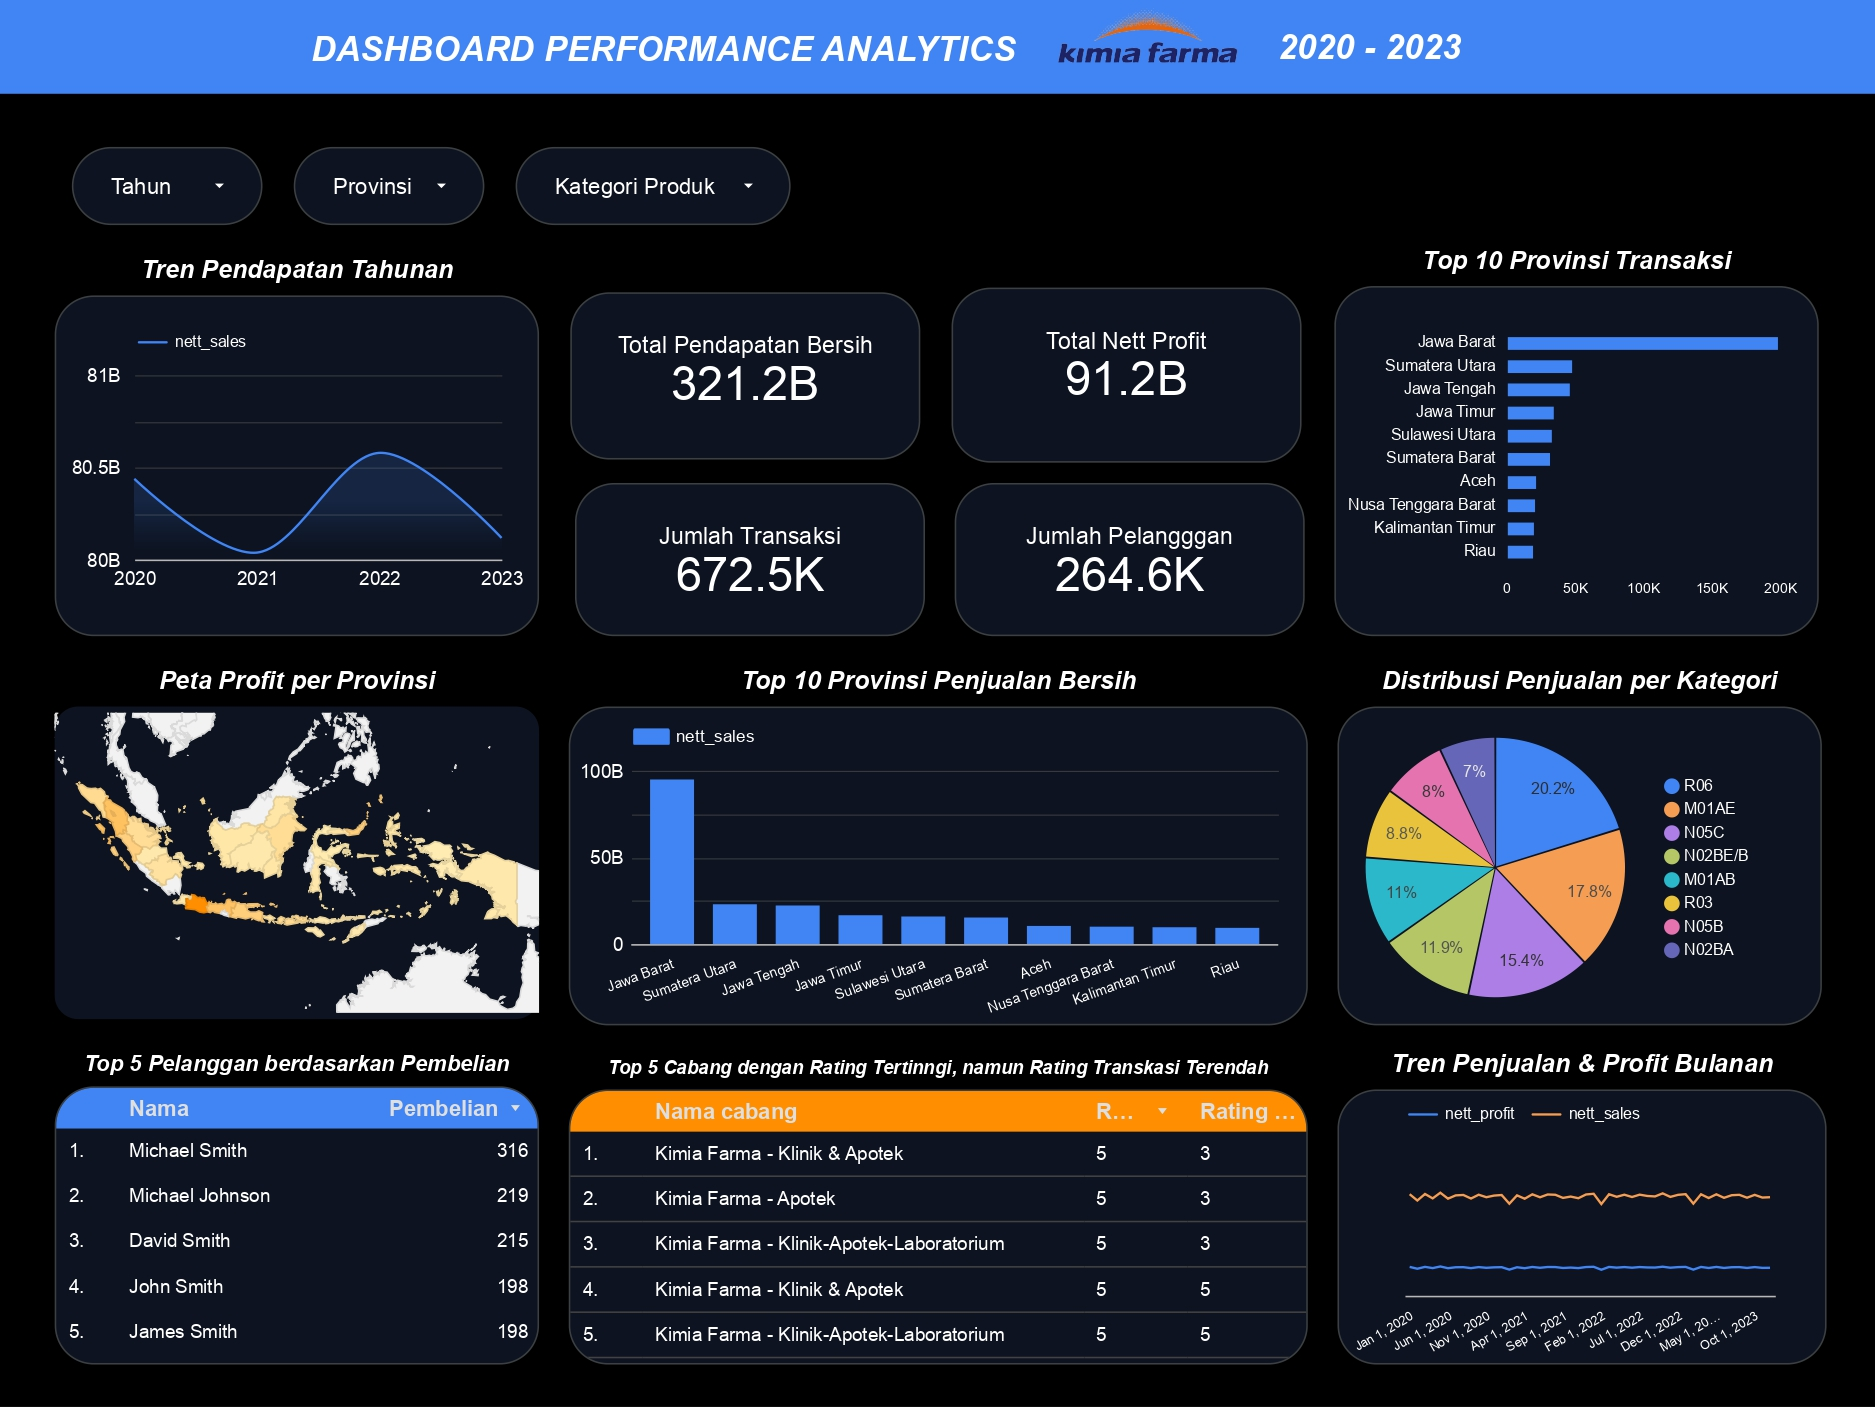 DASHBOARD PERFORMANCE ANALYTICS
kimia farma
2020 - 2023
Tahun
Provinsi
Kategori Produk
Tren Pendapatan Tahunan
nett_sales
81B
80.5B
80B
2020 2021 2022 2023
Total Pendapatan Bersih
321.2B
Total Nett Profit
91.2B
Jumlah Transaksi
672.5K
Jumlah Pelangggan
264.6K
Top 10 Provinsi Transaksi
Jawa Barat
Sumatera Utara
Jawa Tengah
Jawa Timur
Sulawesi Utara
Sumatera Barat
Aceh
Nusa Tenggara Barat
Kalimantan Timur
Riau
0 50K 100K 150K 200K
Peta Profit per Provinsi
Top 10 Provinsi Penjualan Bersih
nett_sales
100B
50B
0
Jawa Barat
Sumatera Utara
Jawa Tengah
Jawa Timur
Sulawesi Utara
Sumatera Barat
Aceh
Nusa Tenggara Barat
Kalimantan Timur
Riau
Distribusi Penjualan per Kategori
20.2%
17.8%
15.4%
11.9%
11%
8.8%
8%
7%
R06
M01AE
N05C
N02BE/B
M01AB
R03
N05B
N02BA
Top 5 Pelanggan berdasarkan Pembelian
Nama Pembelian
1. Michael Smith 316
2. Michael Johnson 219
3. David Smith 215
4. John Smith 198
5. James Smith 198
Top 5 Cabang dengan Rating Tertinngi, namun Rating Transkasi Terendah
Nama cabang R... Rating ...
1. Kimia Farma - Klinik & Apotek 5 3
2. Kimia Farma - Apotek 5 3
3. Kimia Farma - Klinik-Apotek-Laboratorium 5 3
4. Kimia Farma - Klinik & Apotek 5 5
5. Kimia Farma - Klinik-Apotek-Laboratorium 5 5
Tren Penjualan & Profit Bulanan
nett_profit nett_sales
Jan 1, 2020
Jun 1, 2020
Nov 1, 2020
Apr 1, 2021
Sep 1, 2021
Feb 1, 2022
Jul 1, 2022
Dec 1, 2022
May 1, 20...
Oct 1, 2023